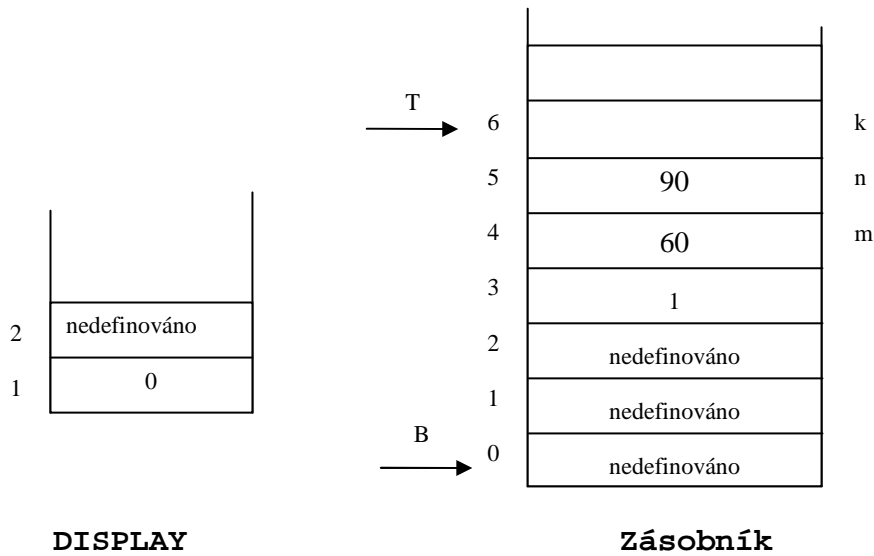 T
6 k
5 90 n
4 60 m
3 1
2 nedefinováno
2 nedefinováno
1 0
1 nedefinováno
B
0 nedefinováno
DISPLAY Zásobník